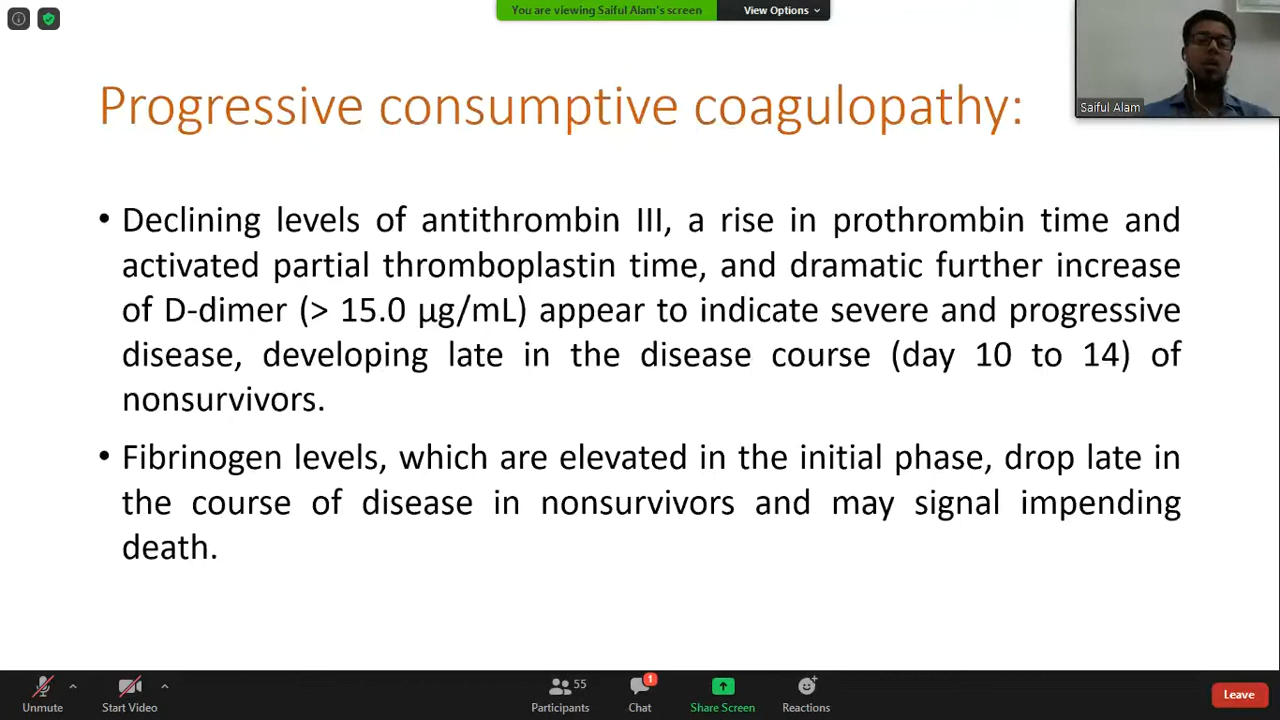 You are viewing Saiful Alam's screen
View Options
Saiful Alam
Progressive consumptive coagulopathy:
• Declining levels of antithrombin III, a rise in prothrombin time and
activated partial thromboplastin time, and dramatic further increase
of D-dimer (> 15.0 µg/mL) appear to indicate severe and progressive
disease, developing late in the disease course (day 10 to 14) of
nonsurvivors.
• Fibrinogen levels, which are elevated in the initial phase, drop late in
the course of disease in nonsurvivors and may signal impending
death.
Unmute
Start Video
55
Participants
1
Chat
Share Screen
Reactions
Leave